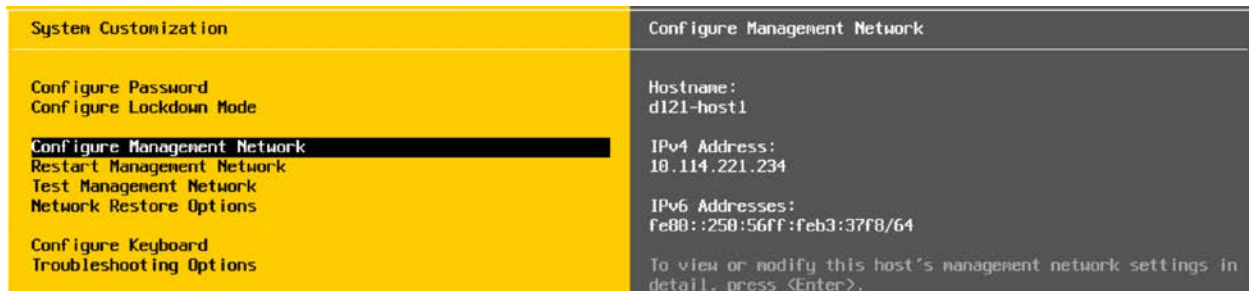 System Customization
Configure Password
Configure Lockdown Mode
Configure Management Network
Restart Management Network
Test Management Network
Network Restore Options
Configure Keyboard
Troubleshooting Options
Configure Management Network
Hostname:
dl21-host1
IPv4 Address:
10.114.221.234
IPv6 Addresses:
fe80::250:56ff:feb3:37f8/64
To view or modify this host's management network settings in
detail, press <Enter>.